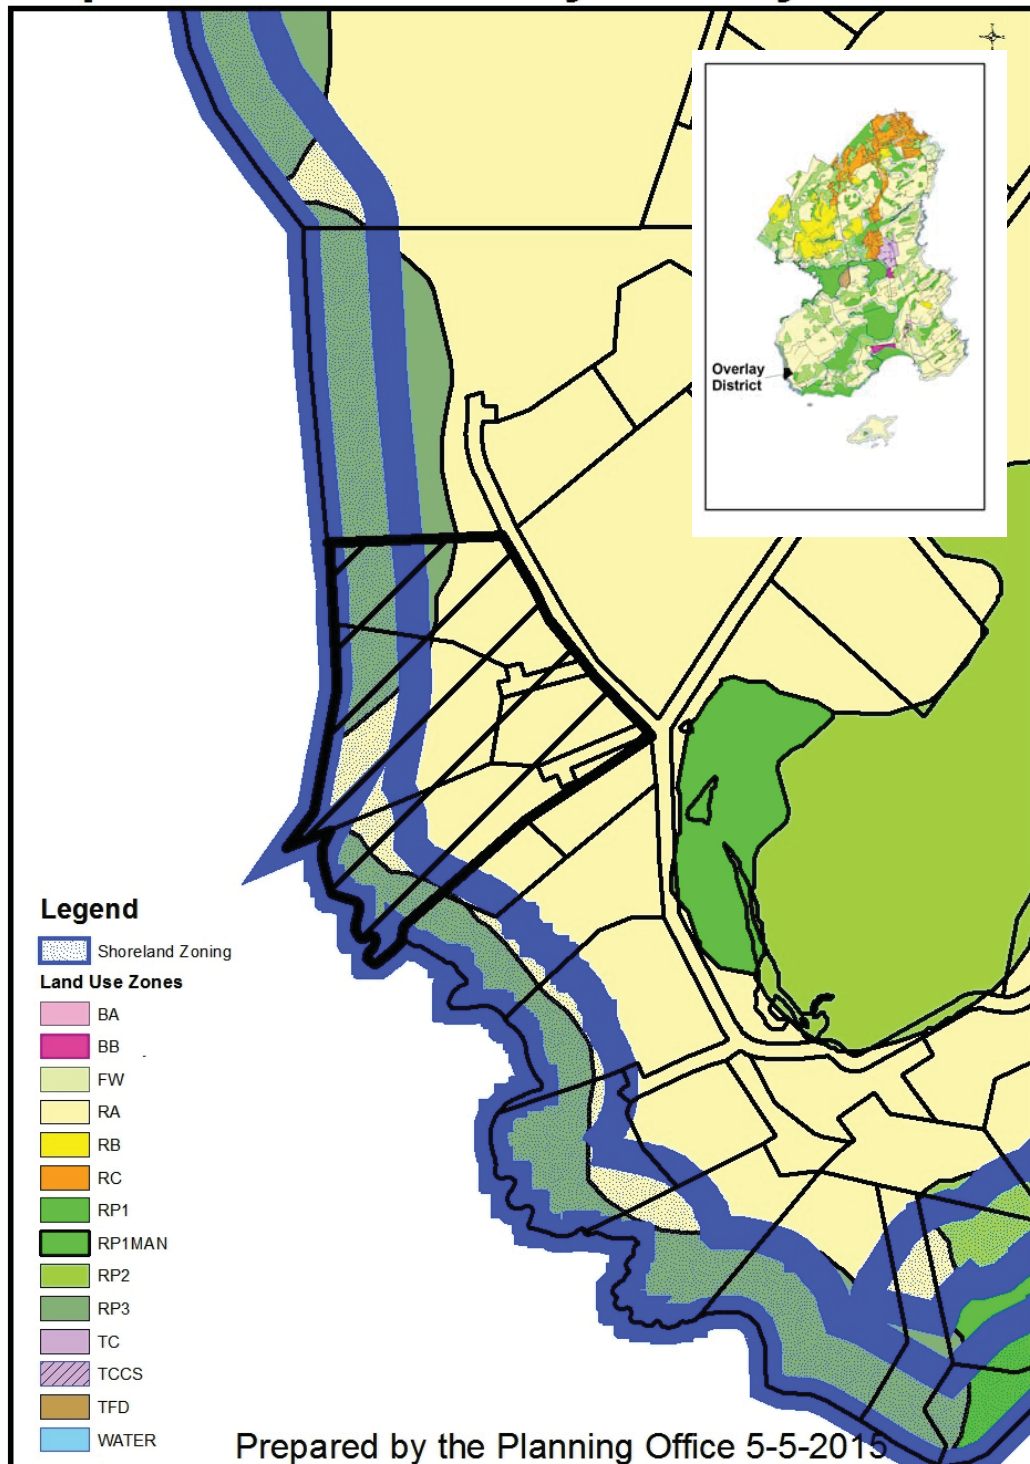 Overlay
District
Legend
Shoreland Zoning
Land Use Zones
BA
BB
FW
RA
RB
RC
RP1
RP1MAN
RP2
RP3
TC
TCCS
TFD
WATER
Prepared by the Planning Office 5-5-2015